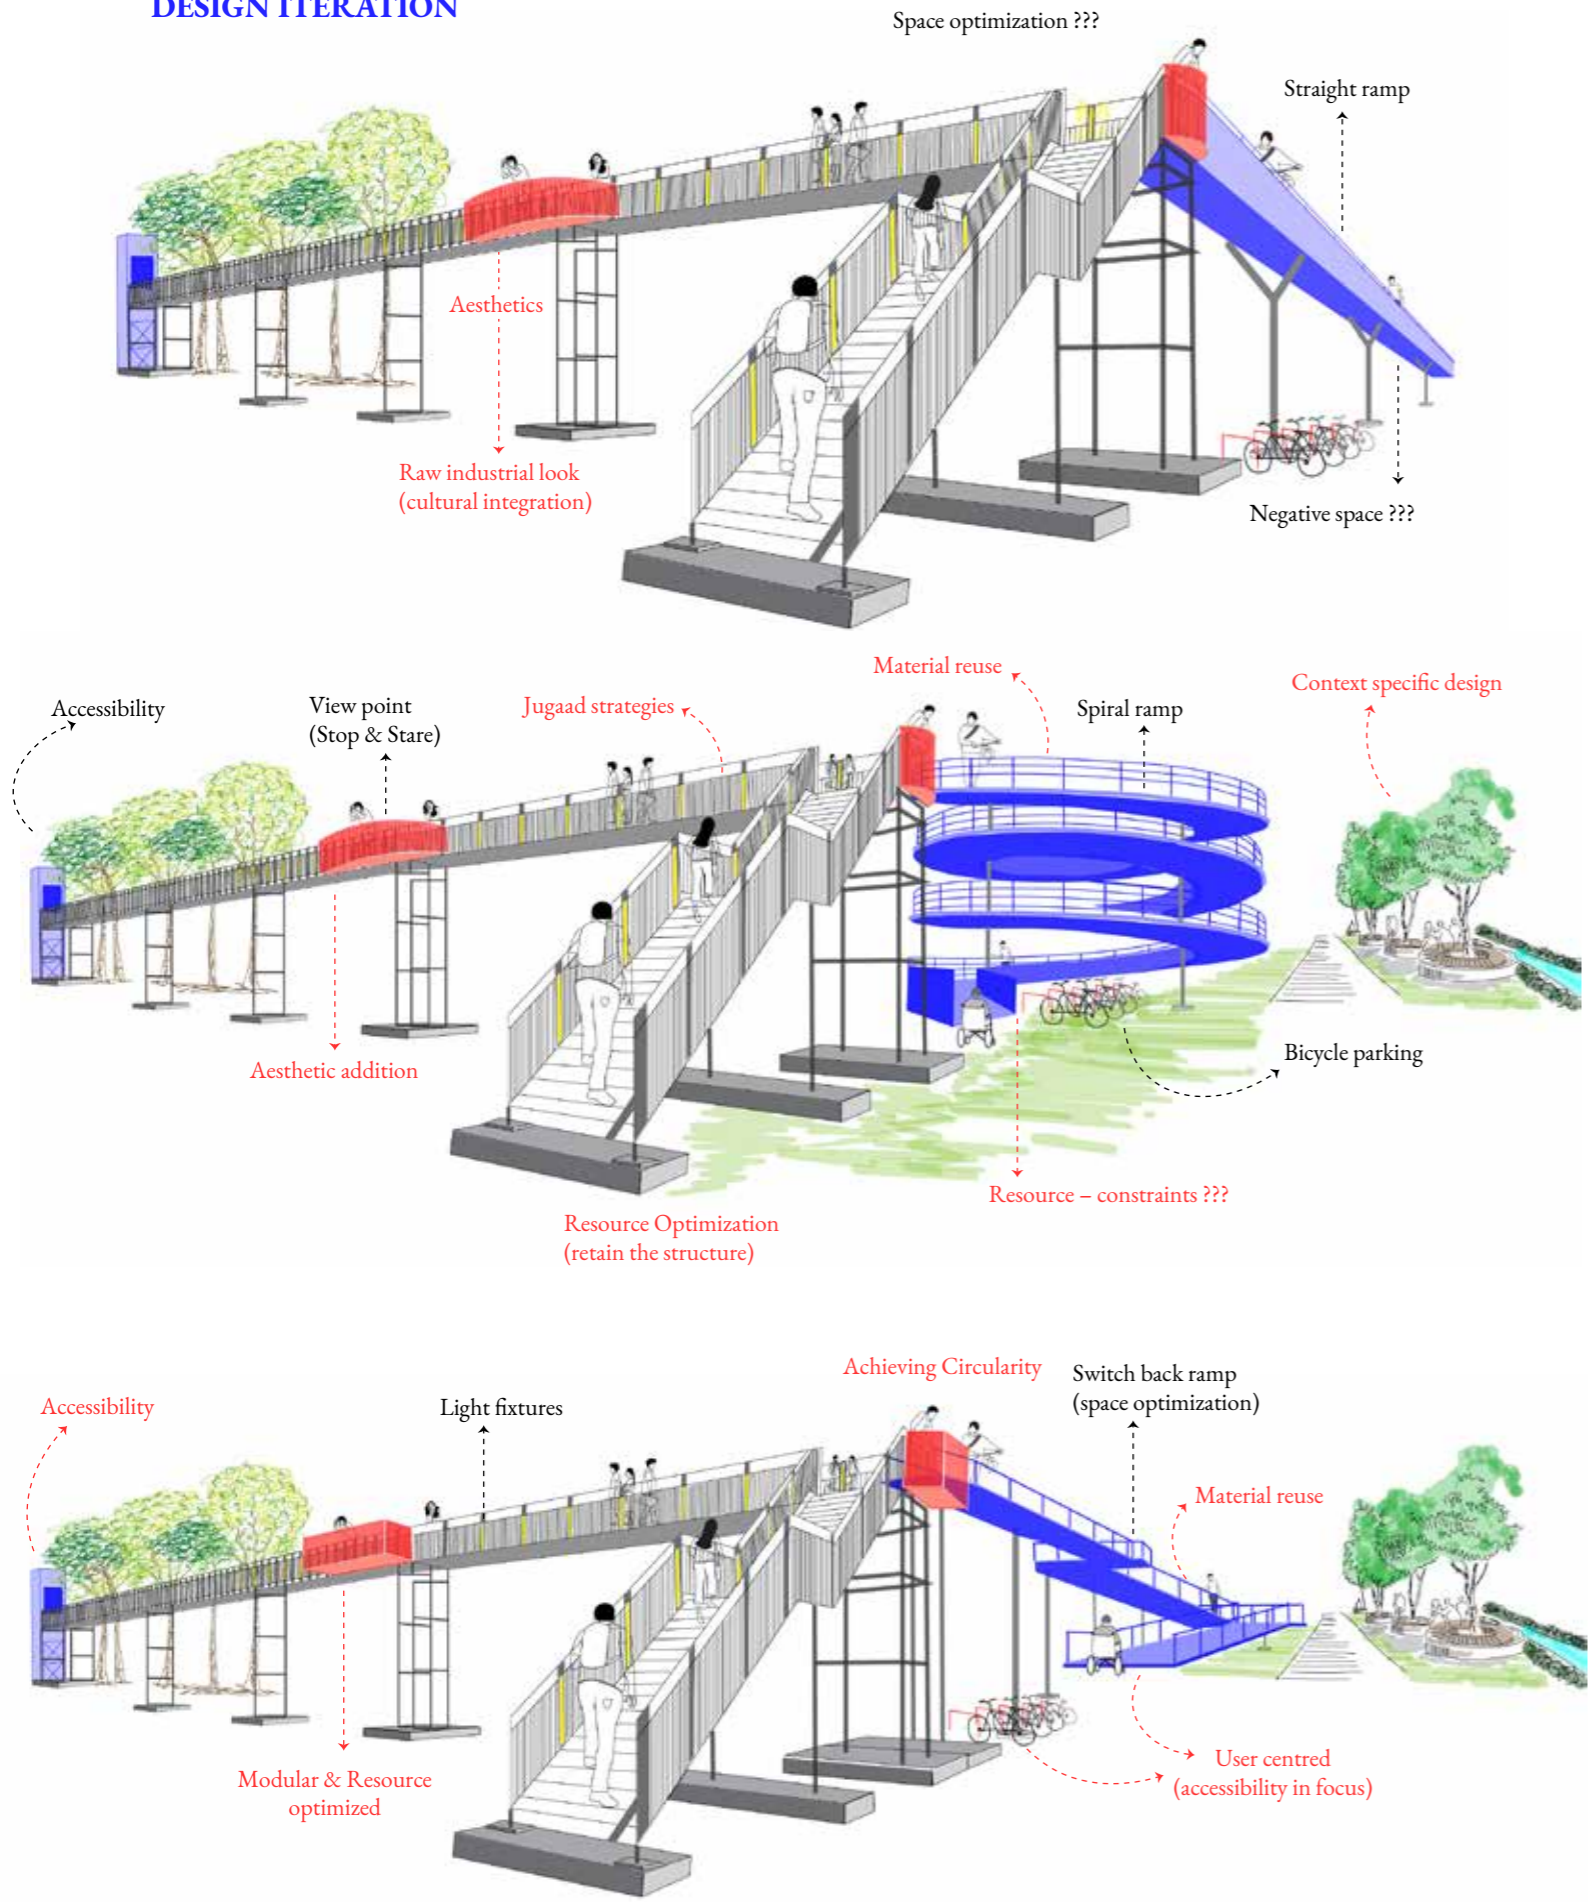 DESIGN ITERATION
Space optimization ???
Straight ramp
Aesthetics
Raw industrial look
(cultural integration)
Negative space ???
Material reuse
Context specific design
Accessibility
View point
(Stop & Stare)
Jugaad strategies
Spiral ramp
Aesthetic addition
Bicycle parking
Resource – constraints ???
Resource Optimization
(retain the structure)
Achieving Circularity
Switch back ramp
(space optimization)
Accessibility
Light fixtures
Material reuse
Modular & Resource
optimized
User centred
(accessibility in focus)